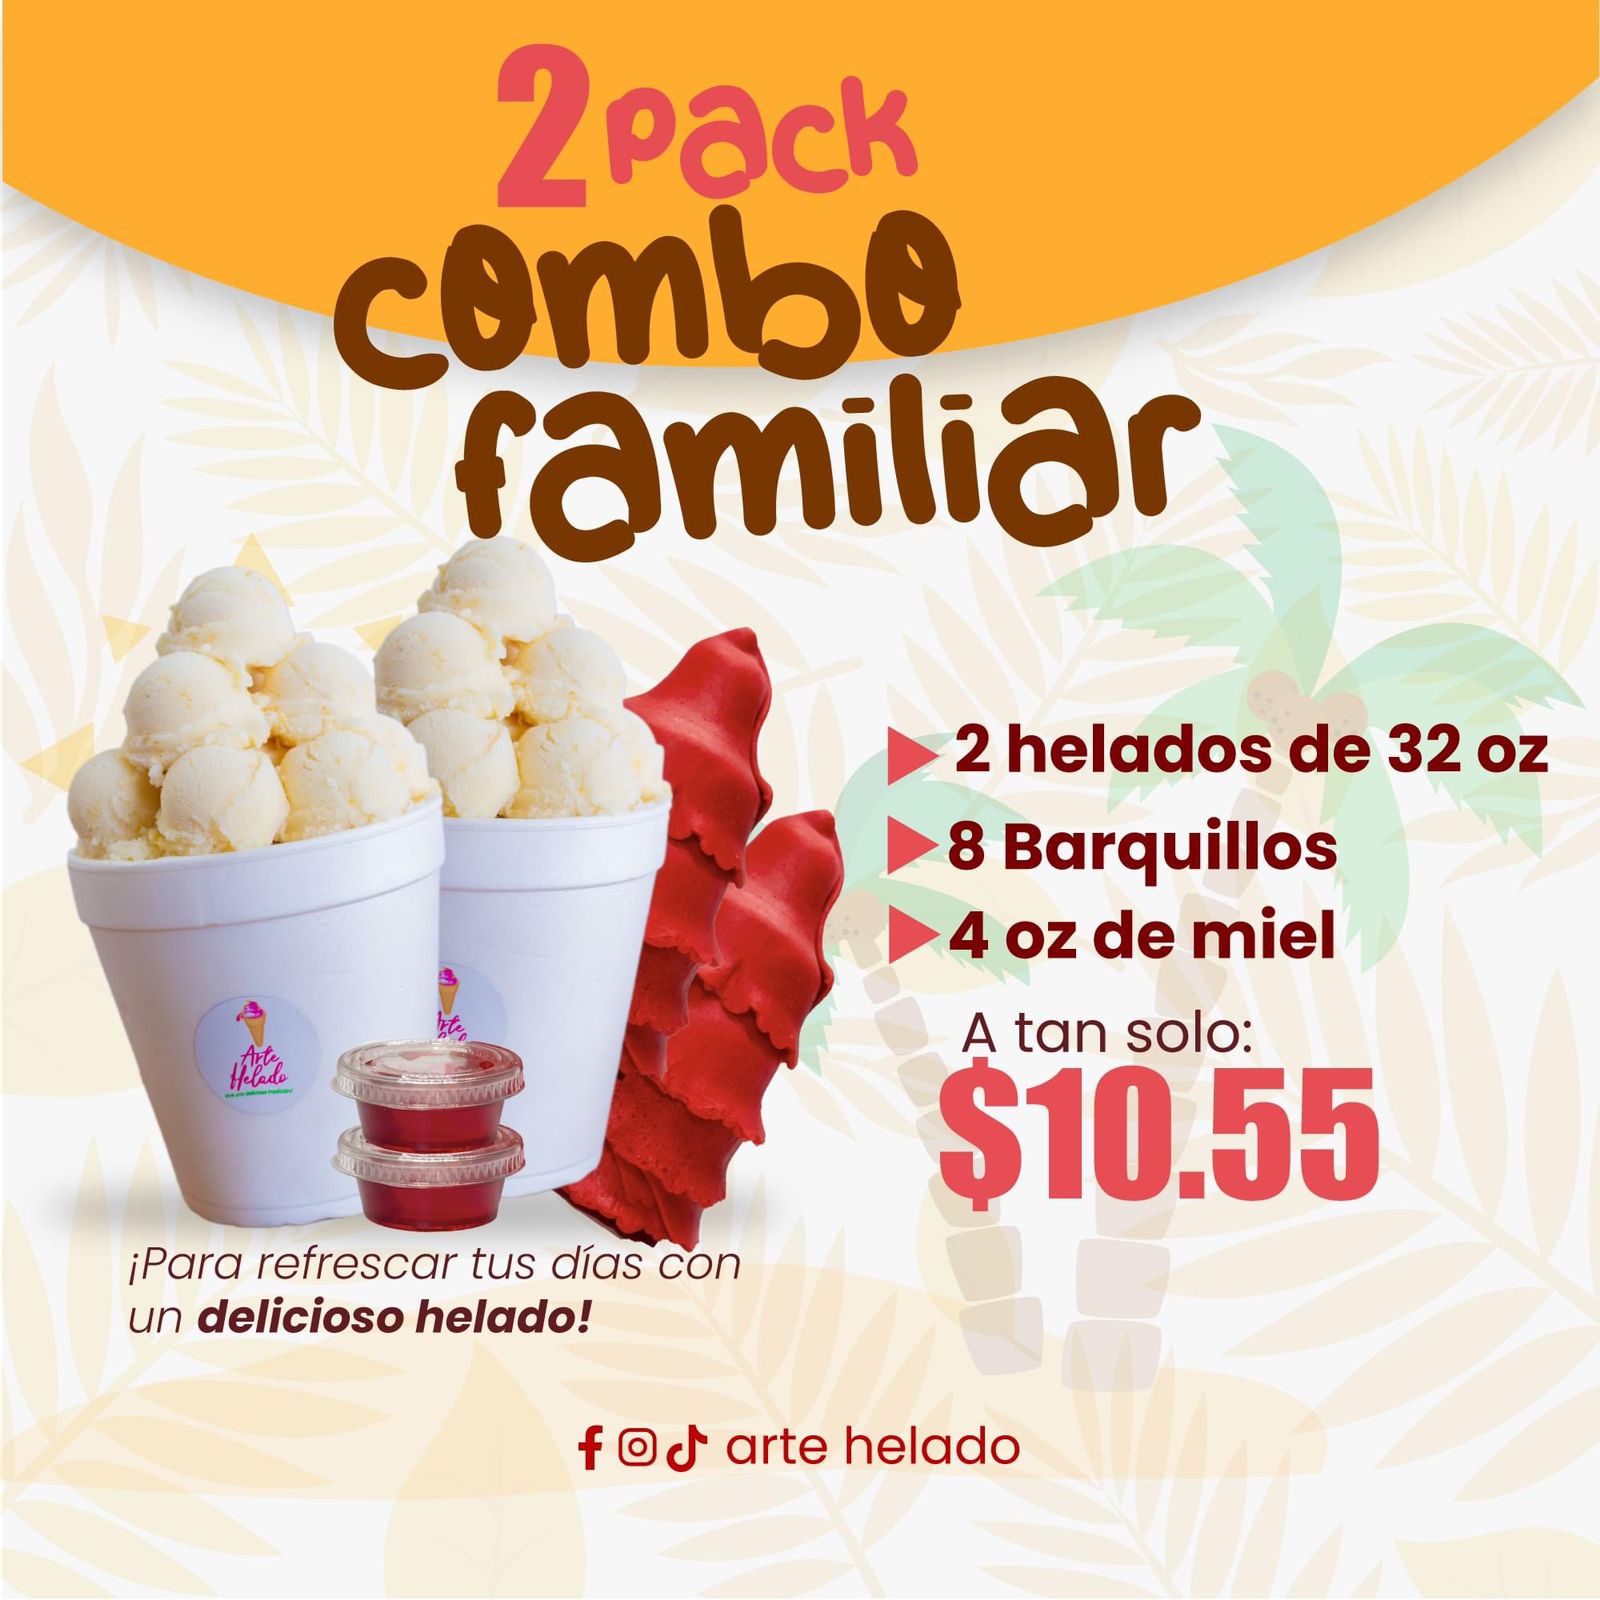 2 pack
combo
familiar
2 helados de 32 oz
8 Barquillos
4 oz de miel
A tan solo:
$10.55
Arte
Helado
¡Para refrescar tus días con
un delicioso helado!
arte helado